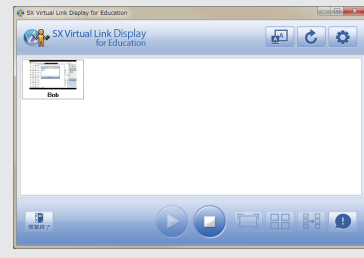 SX Virtual Link Display for Education
SX Virtual Link Display
for Education
Bob
授業終了